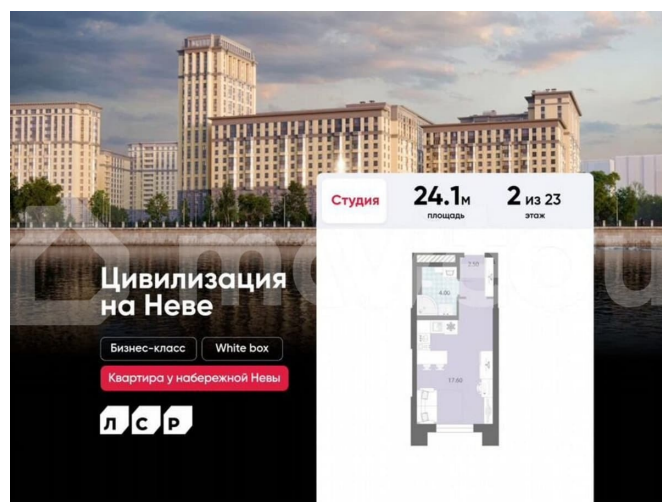 Студия
24.1м
площадь
2 из 23
этаж
Цивилизация
на Неве
Бизнес-класс
White box
Квартира у набережной Невы
ЛСР
2.50
4.00
17.60